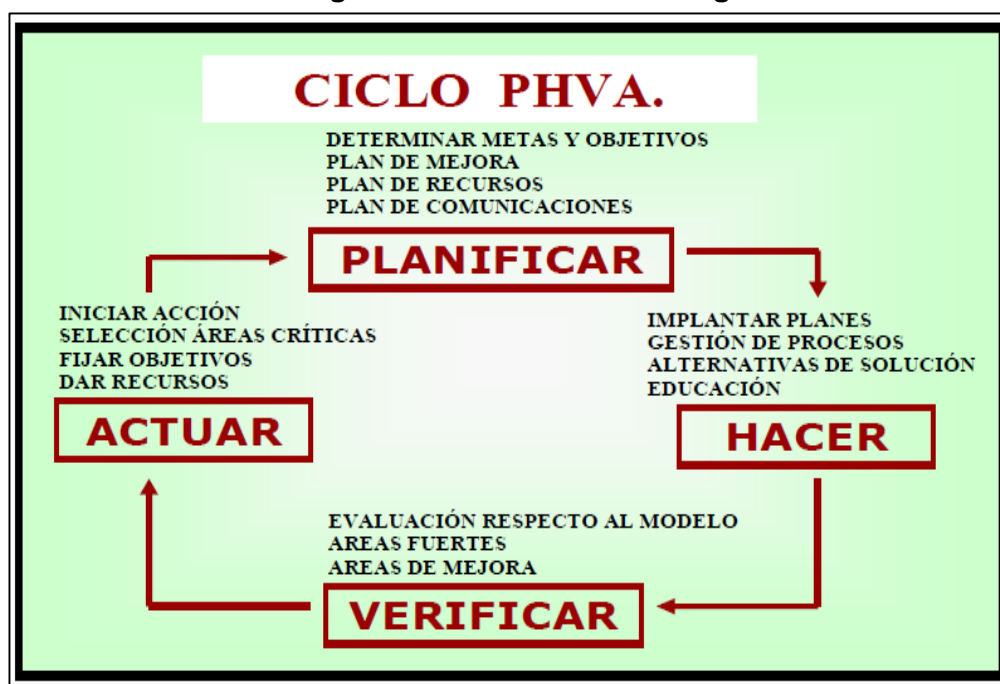 CICLO PHVA.
DETERMINAR METAS Y OBJETIVOS
PLAN DE MEJORA
PLAN DE RECURSOS
PLAN DE COMUNICACIONES
PLANIFICAR
INICIAR ACCIÓN
SELECCIÓN ÁREAS CRÍTICAS
FIJAR OBJETIVOS
DAR RECURSOS
ACTUAR
IMPLANTAR PLANES
GESTIÓN DE PROCESOS
ALTERNATIVAS DE SOLUCIÓN
EDUCACIÓN
HACER
EVALUACIÓN RESPECTO AL MODELO
AREAS FUERTES
AREAS DE MEJORA
VERIFICAR